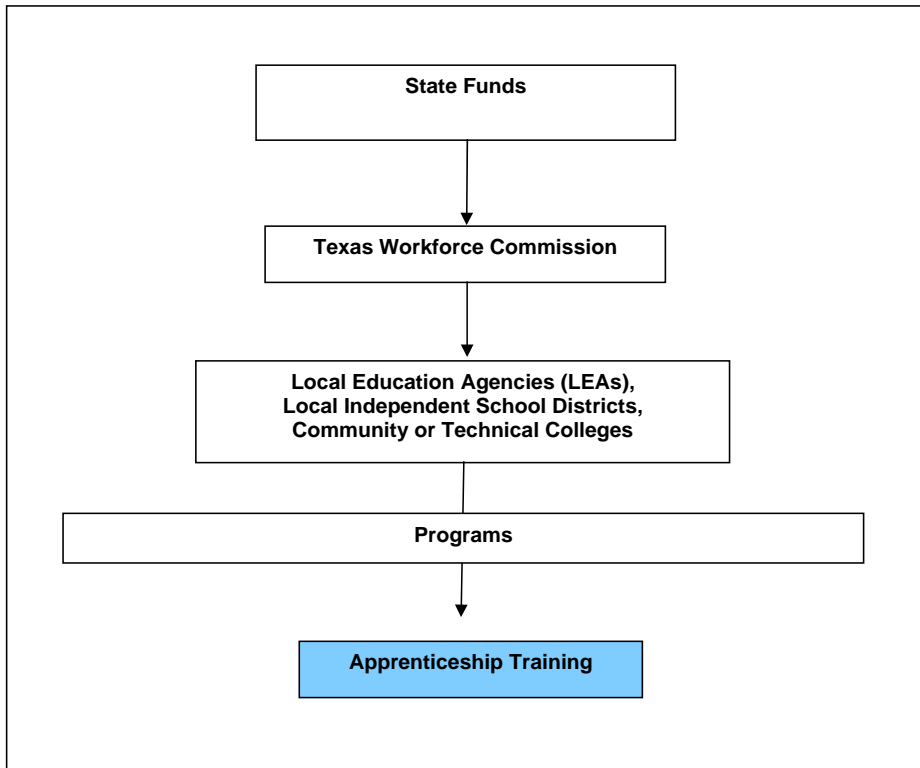 State Funds
Texas Workforce Commission
Local Education Agencies (LEAs),
Local Independent School Districts,
Community or Technical Colleges
Programs
Apprenticeship Training